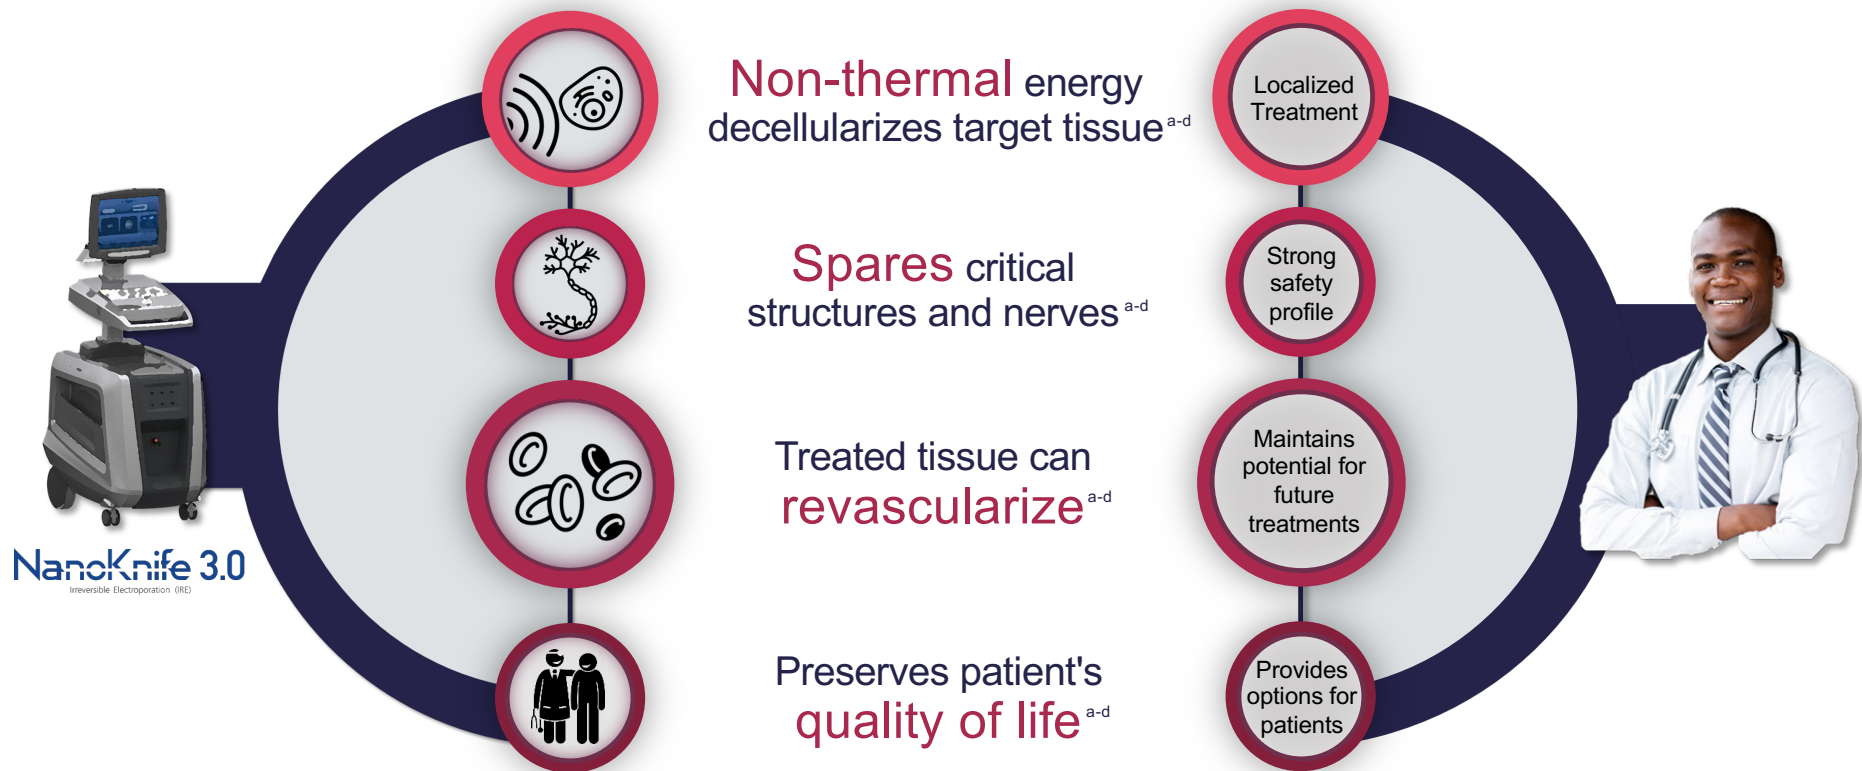 Non-thermal energy
decellularizes target tissue a-d
Localized
Treatment
Spares critical
structures and nerves a-d
Strong
safety
profile
Treated tissue can
revascularize a-d
Maintains
potential for
future
treatments
NanoKnife 3.0
Irreversible Electroporation (IRE)
Preserves patient's
quality of life a-d
Provides
options for
patients